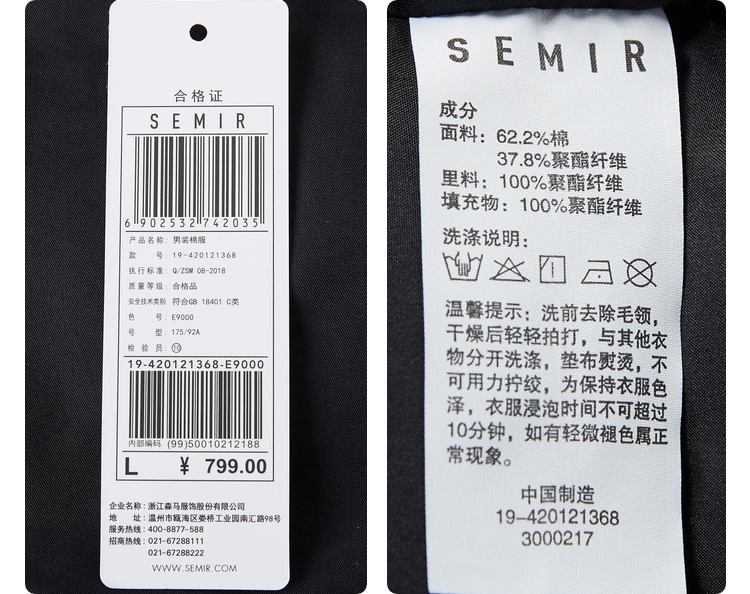 合格证
SEMIR
6 902532 742035
产品名称: 男装棉服
款 号: 19-420121368
执行标准: Q/ZSM 08-2018
质量等级: 合格品
安全技术类别 符合GB 18401 C类
色 号: E9000
号 型: 175/92A
检 验 员: ⑩
19-420121368-E9000
内部编码 (99)50010212188
L ¥ 799.00
企业名称: 浙江森马服饰股份有限公司
地 址: 温州市瓯海区娄桥工业园南汇路98号
服务热线: 400-8877-588
招商热线: 021-67288111
021-67288222
WWW.SEMIR.COM
SEMIR
成分
面料: 62.2%棉
37.8%聚酯纤维
里料: 100%聚酯纤维
填充物: 100%聚酯纤维
洗涤说明:
温馨提示: 洗前去除毛领,
干燥后轻轻拍打, 与其他衣
物分开洗涤, 垫布熨烫, 不
可用力拧绞, 为保持衣服色
泽, 衣服浸泡时间不可超过
10分钟, 如有轻微褪色属正
常现象。
中国制造
19-420121368
3000217